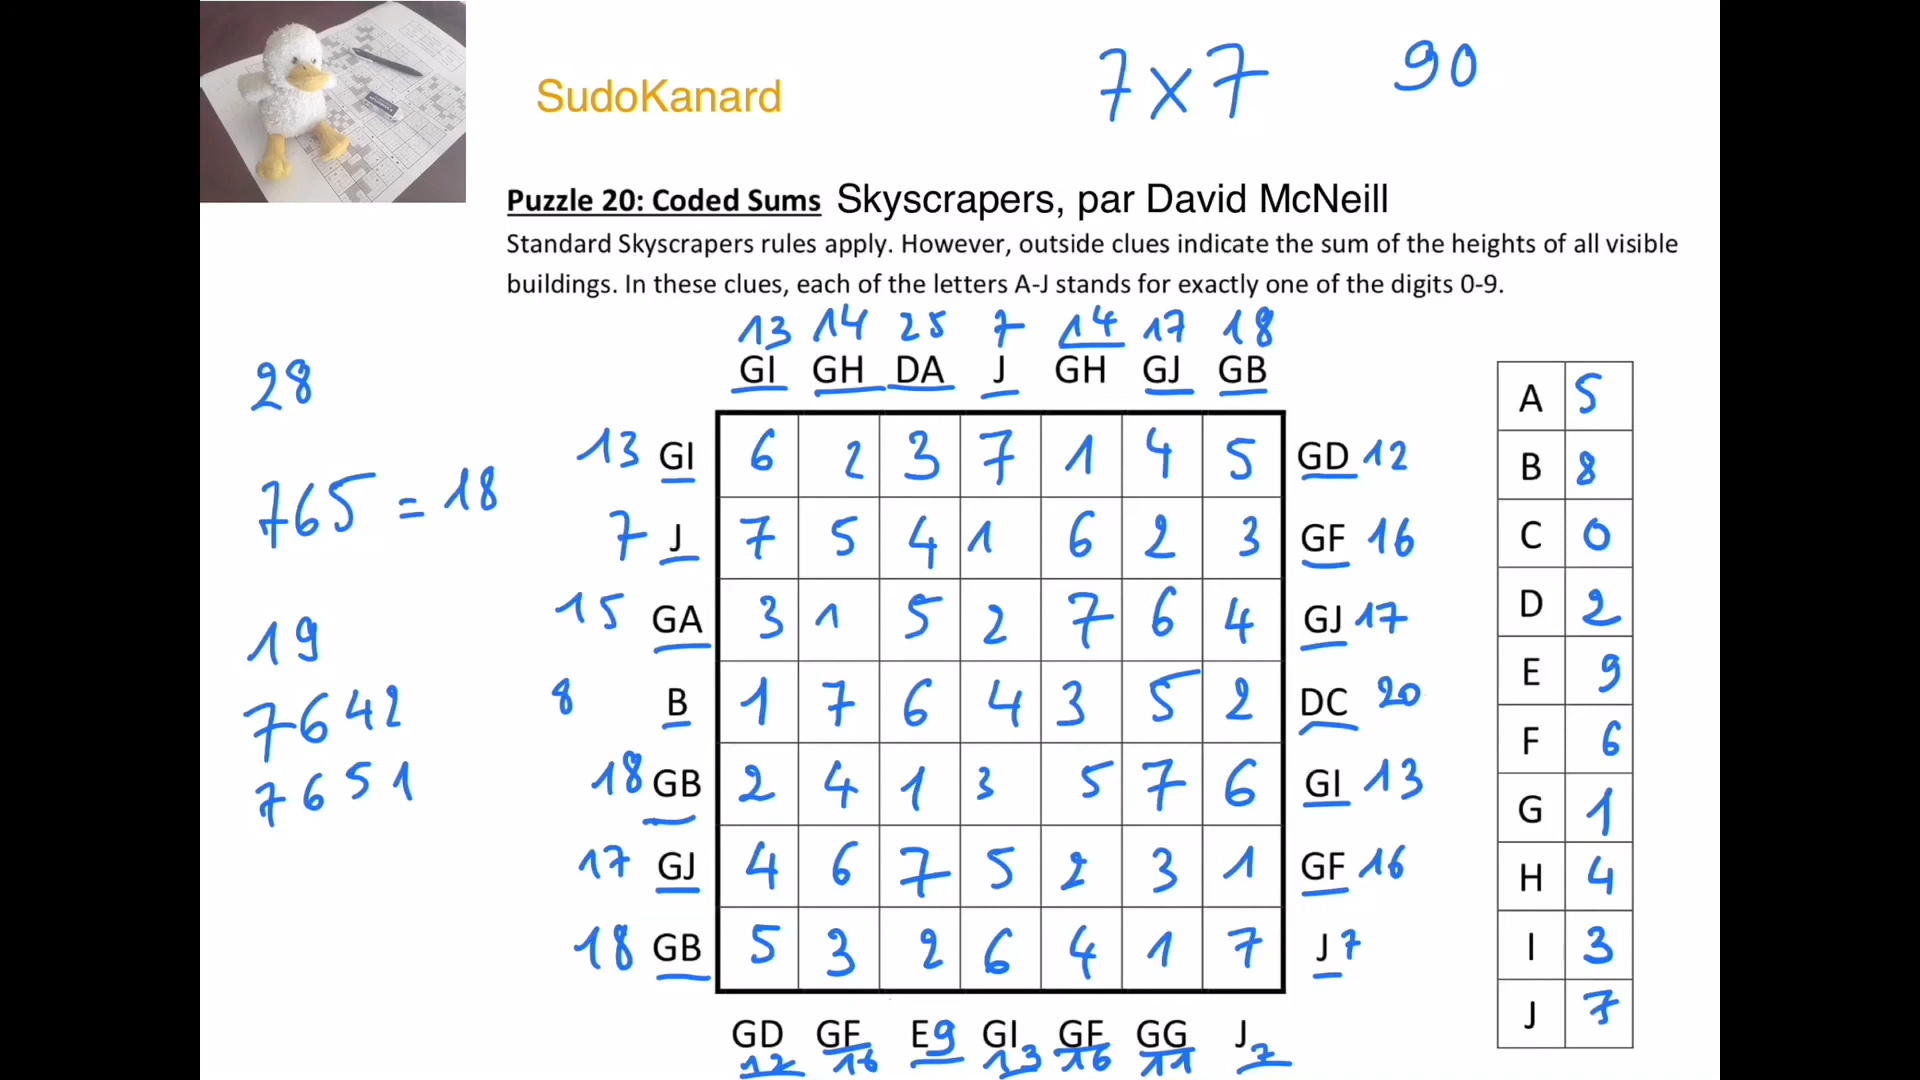 7x7 90
SudoKanard
Puzzle 20: Coded Sums Skyscrapers, par David McNeill
Standard Skyscrapers rules apply. However, outside clues indicate the sum of the heights of all visible
buildings. In these clues, each of the letters A-J stands for exactly one of the digits 0-9.
13 14 25 7 14 17 18
GI GH DA J GH GJ GB
28
765 = 18
19
7642
7651
13 GI 6 2 3 7 1 4 5 GD 12
7 J 7 5 4 1 6 2 3 GF 16
15 GA 3 1 5 2 7 6 4 GJ 17
8 B 1 7 6 4 3 5 2 DC 20
18 GB 2 4 1 3 5 7 6 GI 13
17 GJ 4 6 7 5 2 3 1 GF 16
18 GB 5 3 2 6 4 1 7 J 7
GD GF E 9 GI GF GG J
12 16 13 16 11 7
A 5
B 8
C 0
D 2
E 9
F 6
G 1
H 4
I 3
J 7